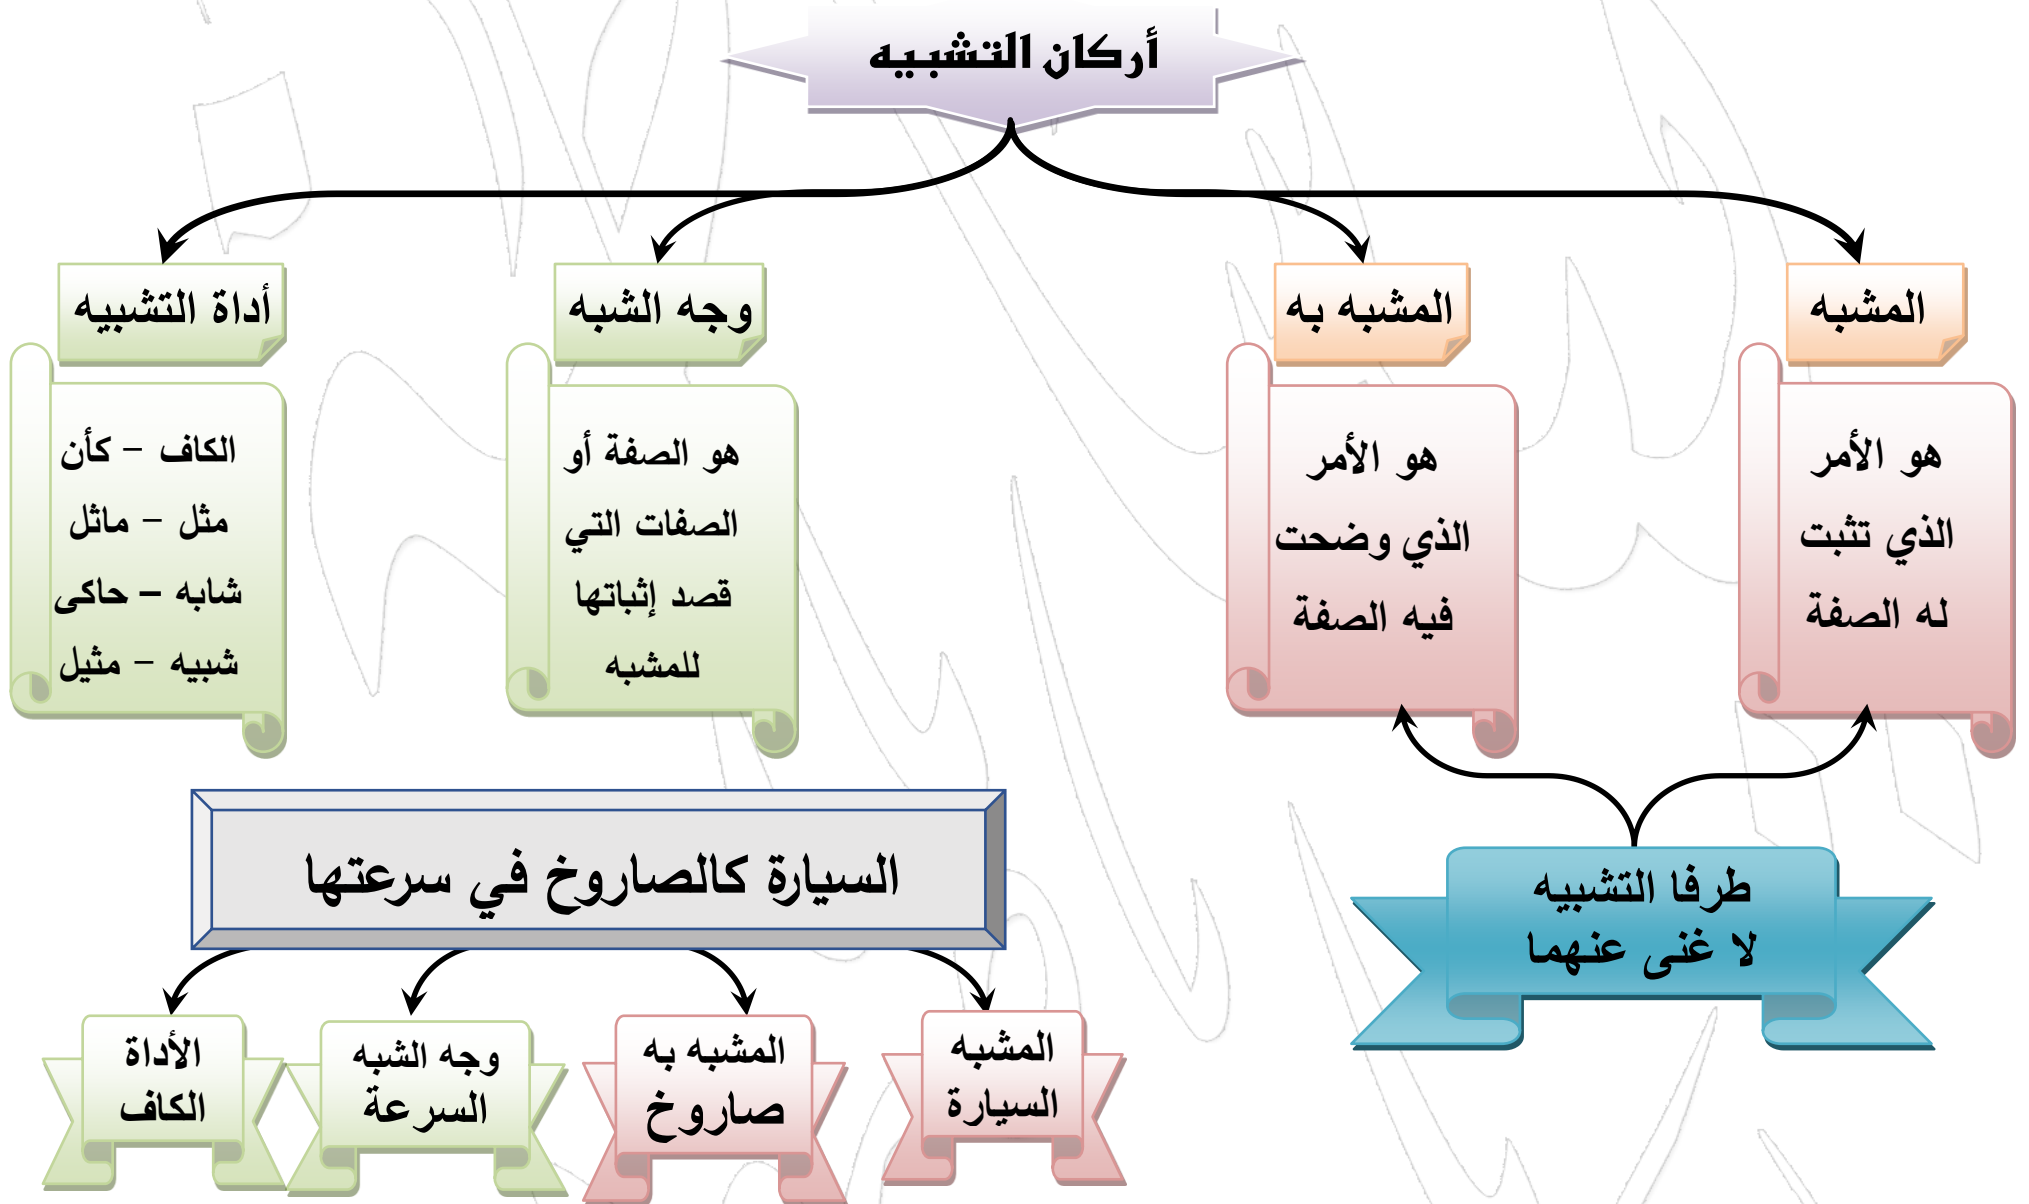 أركان التشبيه
المشبه
هو الأمر
الذي تثبت
له الصفة
المشبه به
هو الأمر
الذي وضحت
فيه الصفة
وجه الشبه
هو الصفة أو
الصفات التي
قصد إثباتها
للمشبه
أداة التشبيه
الكاف – كأن
مثل – ماثل
شابه – حاكى
شبيه – مثيل
طرفا التشبيه
لا غنى عنهما
السيارة كالصاروخ في سرعتها
المشبه
السيارة
المشبه به
صاروخ
وجه الشبه
السرعة
الأداة
الكاف